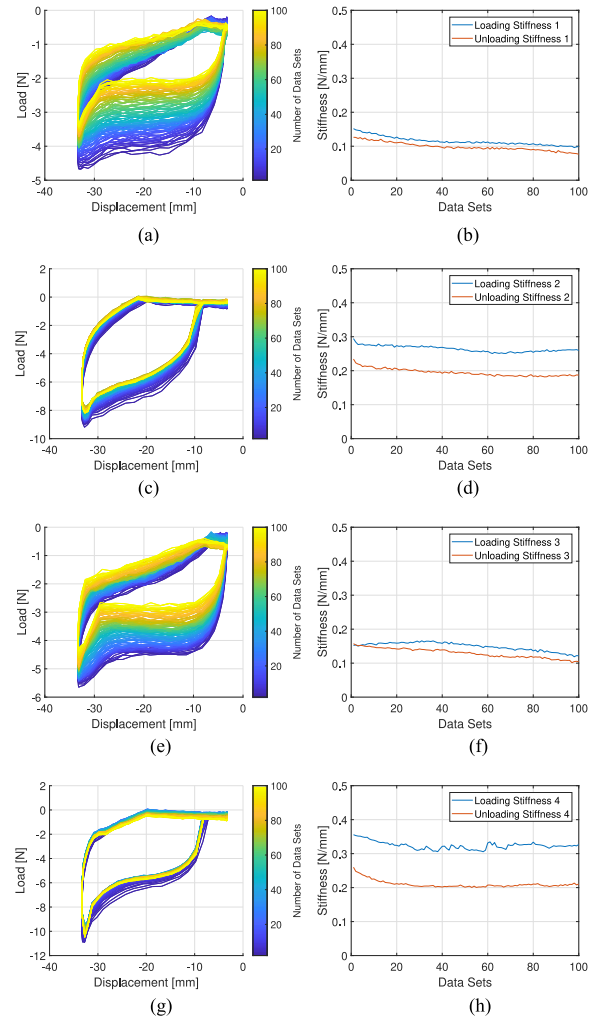 0
-1
-2
-3
-4
-5
Load [N]
-40 -30 -20 -10 0
Displacement [mm]
100
80
60
40
20
Number of Data Sets
(a)
0.5
0.4
0.3
0.2
0.1
0
Stiffness [N/mm]
Loading Stiffness 1
Unloading Stiffness 1
0 20 40 60 80 100
Data Sets
(b)
2
0
-2
-4
-6
-8
-10
Load [N]
-40 -30 -20 -10 0
Displacement [mm]
100
80
60
40
20
Number of Data Sets
(c)
0.5
0.4
0.3
0.2
0.1
0
Stiffness [N/mm]
Loading Stiffness 2
Unloading Stiffness 2
0 20 40 60 80 100
Data Sets
(d)
0
-1
-2
-3
-4
-5
-6
Load [N]
-40 -30 -20 -10 0
Displacement [mm]
100
80
60
40
20
Number of Data Sets
(e)
0.5
0.4
0.3
0.2
0.1
0
Stiffness [N/mm]
Loading Stiffness 3
Unloading Stiffness 3
0 20 40 60 80 100
Data Sets
(f)
2
0
-2
-4
-6
-8
-10
12
Load [N]
-40 -30 -20 -10 0
Displacement [mm]
100
80
60
40
20
Number of Data Sets
(g)
0.5
0.4
0.3
0.2
0.1
0
Stiffness [N/mm]
Loading Stiffness 4
Unloading Stiffness 4
0 20 40 60 80 100
Data Sets
(h)